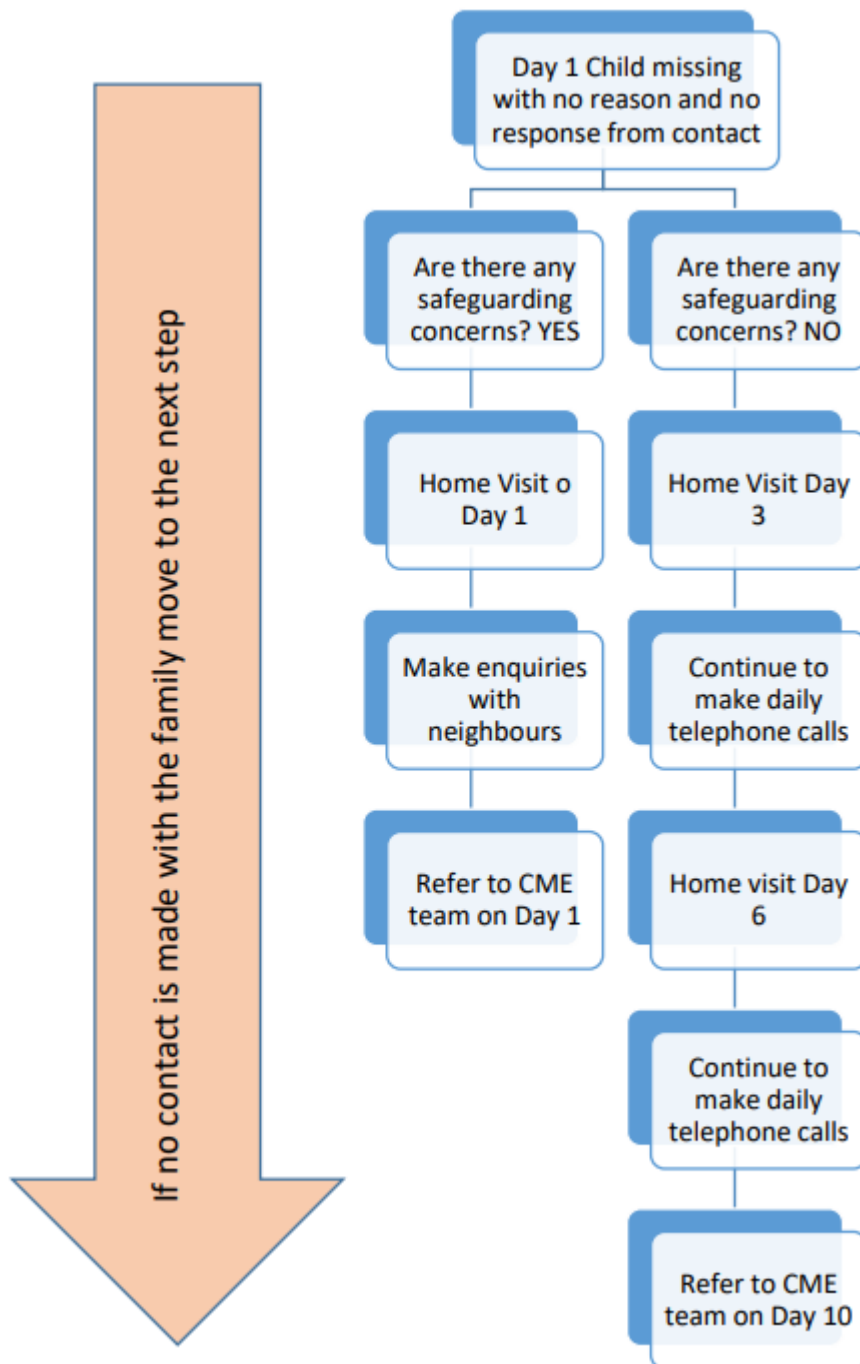 Day 1 Child missing
with no reason and no
response from contact
Are there any
safeguarding
concerns? YES
Are there any
safeguarding
concerns? NO
Home Visit o
Day 1
Home Visit Day
3
Make enquiries
with
neighbours
Continue to
make daily
telephone calls
Refer to CME
team on Day 1
Home visit Day
6
Continue to
make daily
telephone calls
Refer to CME
team on Day 10
If no contact is made with the family move to the next step